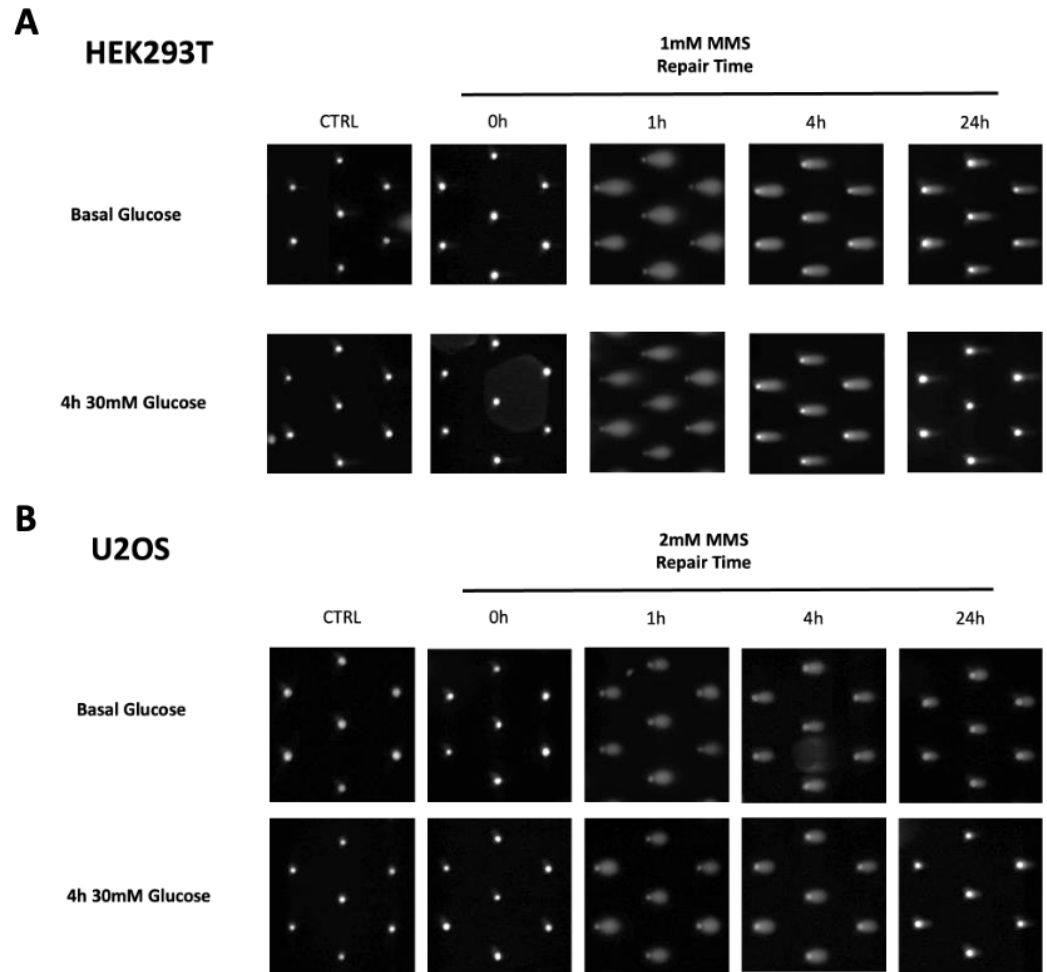 A
HEK293T
1mM MMS
Repair Time
CTRL 0h 1h 4h 24h
Basal Glucose
4h 30mM Glucose
B
U2OS
2mM MMS
Repair Time
CTRL 0h 1h 4h 24h
Basal Glucose
4h 30mM Glucose